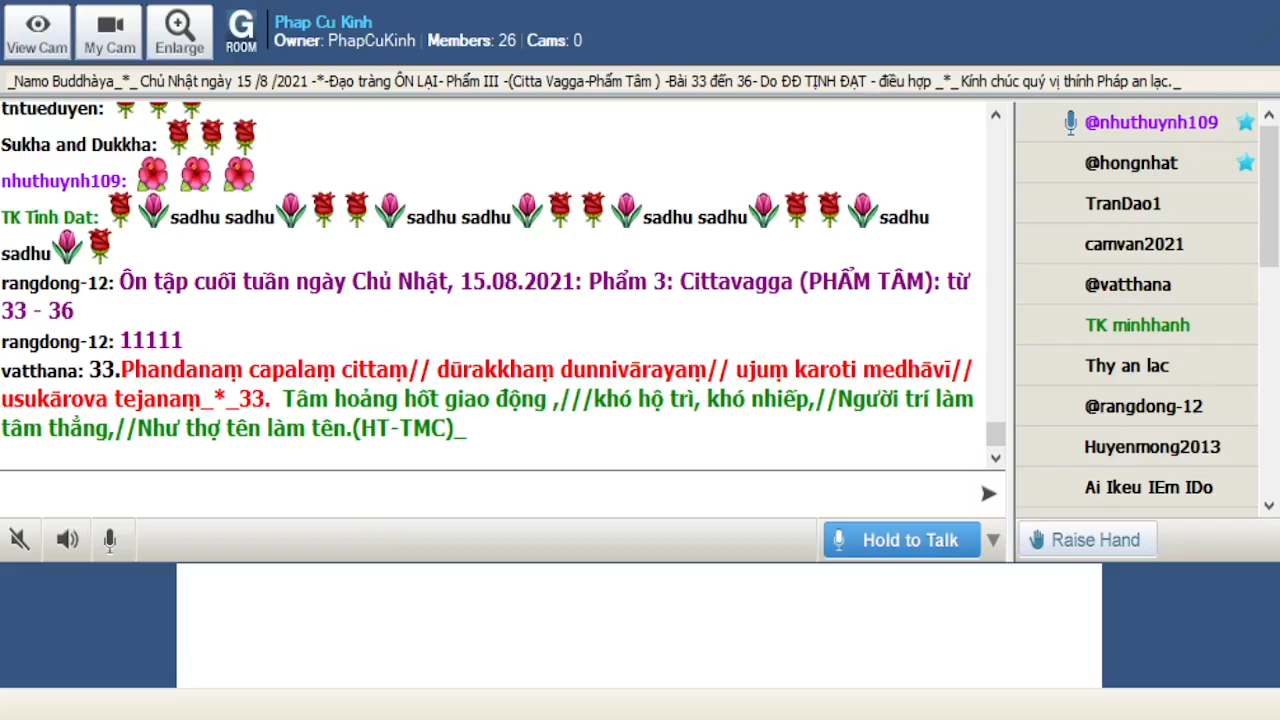 View Cam
My Cam
Enlarge
G
ROOM
Phap Cu Kinh
Owner: PhapCuKinh | Members: 26 | Cams: 0
_Namo Buddhàya_*_ Chủ Nhật ngày 15 /8 /2021 -*-Đạo tràng ÔN LẠI- Phẩm III -(Citta Vagga-Phẩm Tâm ) -Bài 33 đến 36- Do ĐĐ TỊNH ĐẠT - điều hợp _*_ Kính chúc quý vị thính Pháp an lạc._
tntueduyen:
Sukha and Dukkha:
nhuthuynh109:
TK Tinh Dat: sadhu sadhu sadhu sadhu sadhu sadhu sadhu
sadhu
rangdong-12: Ôn tập cuối tuần ngày Chủ Nhật, 15.08.2021: Phẩm 3: Cittavagga (PHẨM TÂM): từ
33 - 36
rangdong-12: 11111
vatthana: 33.Phandanaṃ capalaṃ cittaṃ// dūrakkhaṃ dunnivārayaṃ// ujuṃ karoti medhāvī//
usukārova tejanaṃ_*_33. Tâm hoảng hốt giao động ,///khó hộ trì, khó nhiếp,//Người trí làm
tâm thẳng,//Như thợ tên làm tên.(HT-TMC)_
@nhuthuynh109
@hongnhat
TranDao1
camvan2021
@vatthana
TK minhhanh
Thy an lac
@rangdong-12
Huyenmong2013
Ai Ikeu IEm IDo
Hold to Talk
Raise Hand